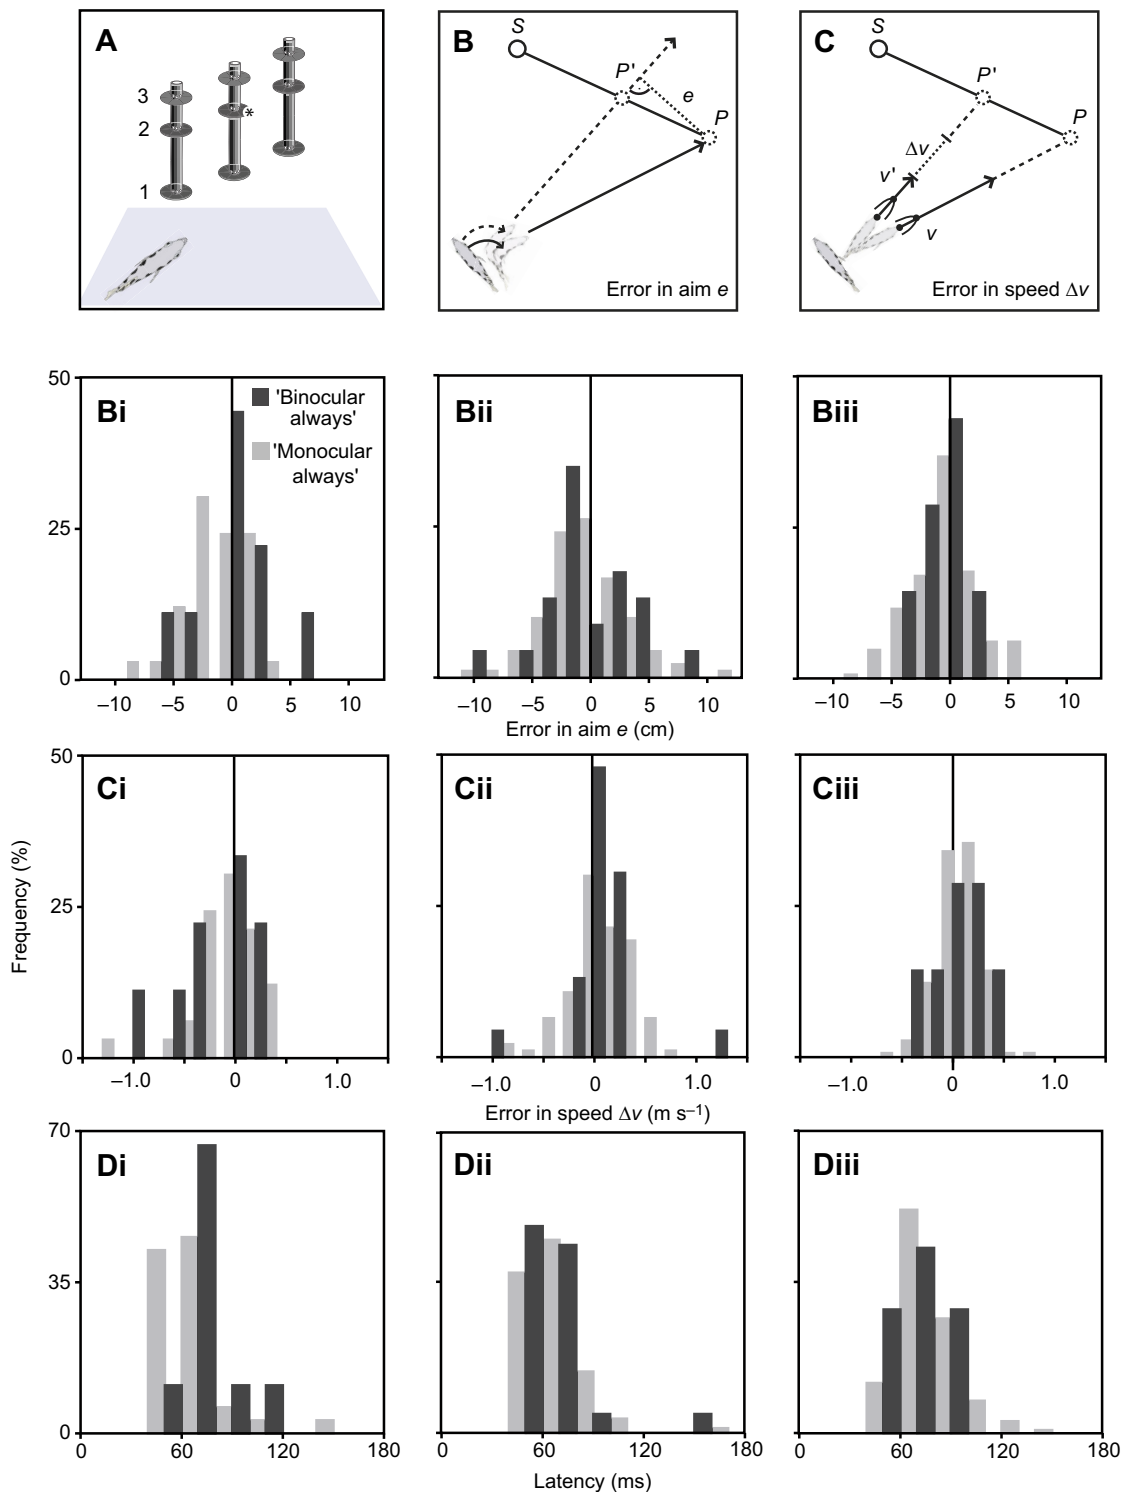 A
3
2
*
1
B
S
P'
e
P
Error in aim e
C
S
P'
P
Δv
v'
v
Error in speed Δv
50
25
0
Bi
'Binocular
always'
'Monocular
always'
–10
–5
0
5
10
Bii
–10
–5
0
5
10
Error in aim e (cm)
Biii
–10
–5
0
5
10
Frequency (%)
50
25
0
Ci
–1.0
0
1.0
Cii
–1.0
0
1.0
Error in speed Δv (m s–1)
Ciii
–1.0
0
1.0
70
35
0
Di
0
60
120
180
Dii
0
60
120
180
Latency (ms)
Diii
0
60
120
180